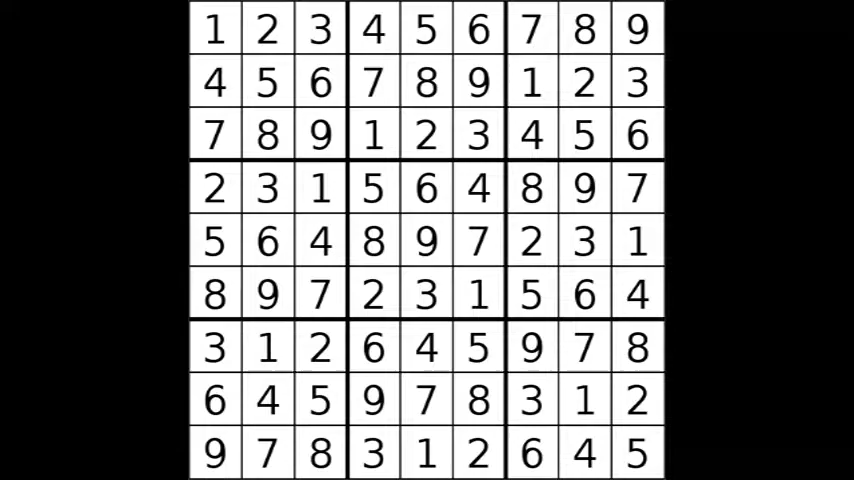 1 2 3 4 5 6 7 8 9
4 5 6 7 8 9 1 2 3
7 8 9 1 2 3 4 5 6
2 3 1 5 6 4 8 9 7
5 6 4 8 9 7 2 3 1
8 9 7 2 3 1 5 6 4
3 1 2 6 4 5 9 7 8
6 4 5 9 7 8 3 1 2
9 7 8 3 1 2 6 4 5